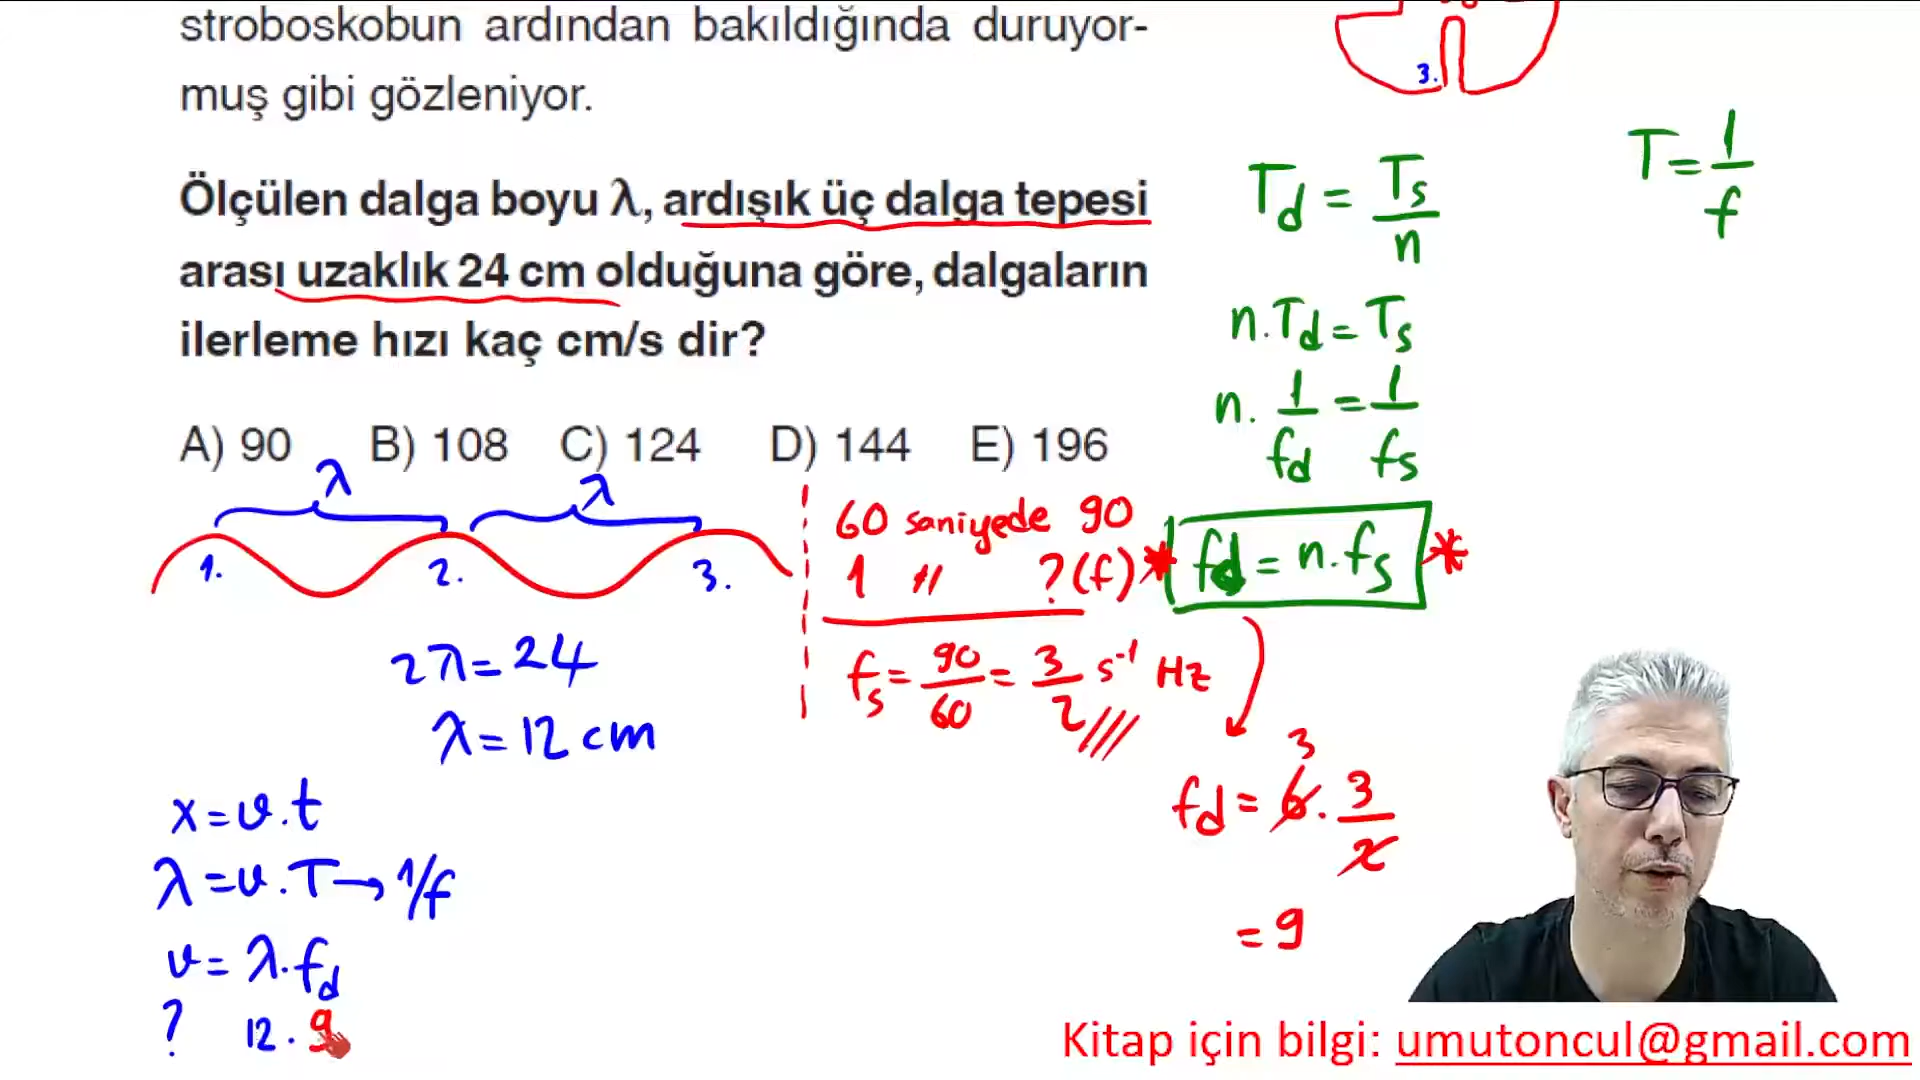 stroboskobun ardından bakıldığında duruyor-
muş gibi gözleniyor.
Ölçülen dalga boyu λ, ardışık üç dalga tepesi
arası uzaklık 24 cm olduğuna göre, dalgaların
ilerleme hızı kaç cm/s dir?
A) 90 B) 108 C) 124 D) 144 E) 196
λ λ
1. 2. 3.
2λ = 24
λ = 12 cm
x = v.t
λ = v.T → 1/f
v = λ.fd
? 12 . 9
60 saniyede 90
1 " ? (f)
fs = 90/60 = 3/2 s⁻¹ Hz
3.
Td = Ts/n
T = 1/f
n.Td = Ts
n. 1/fd = 1/fs
* fd = n.fs *
3
fd = 6 . 3/2
= 9
Kitap için bilgi: umutoncul@gmail.com